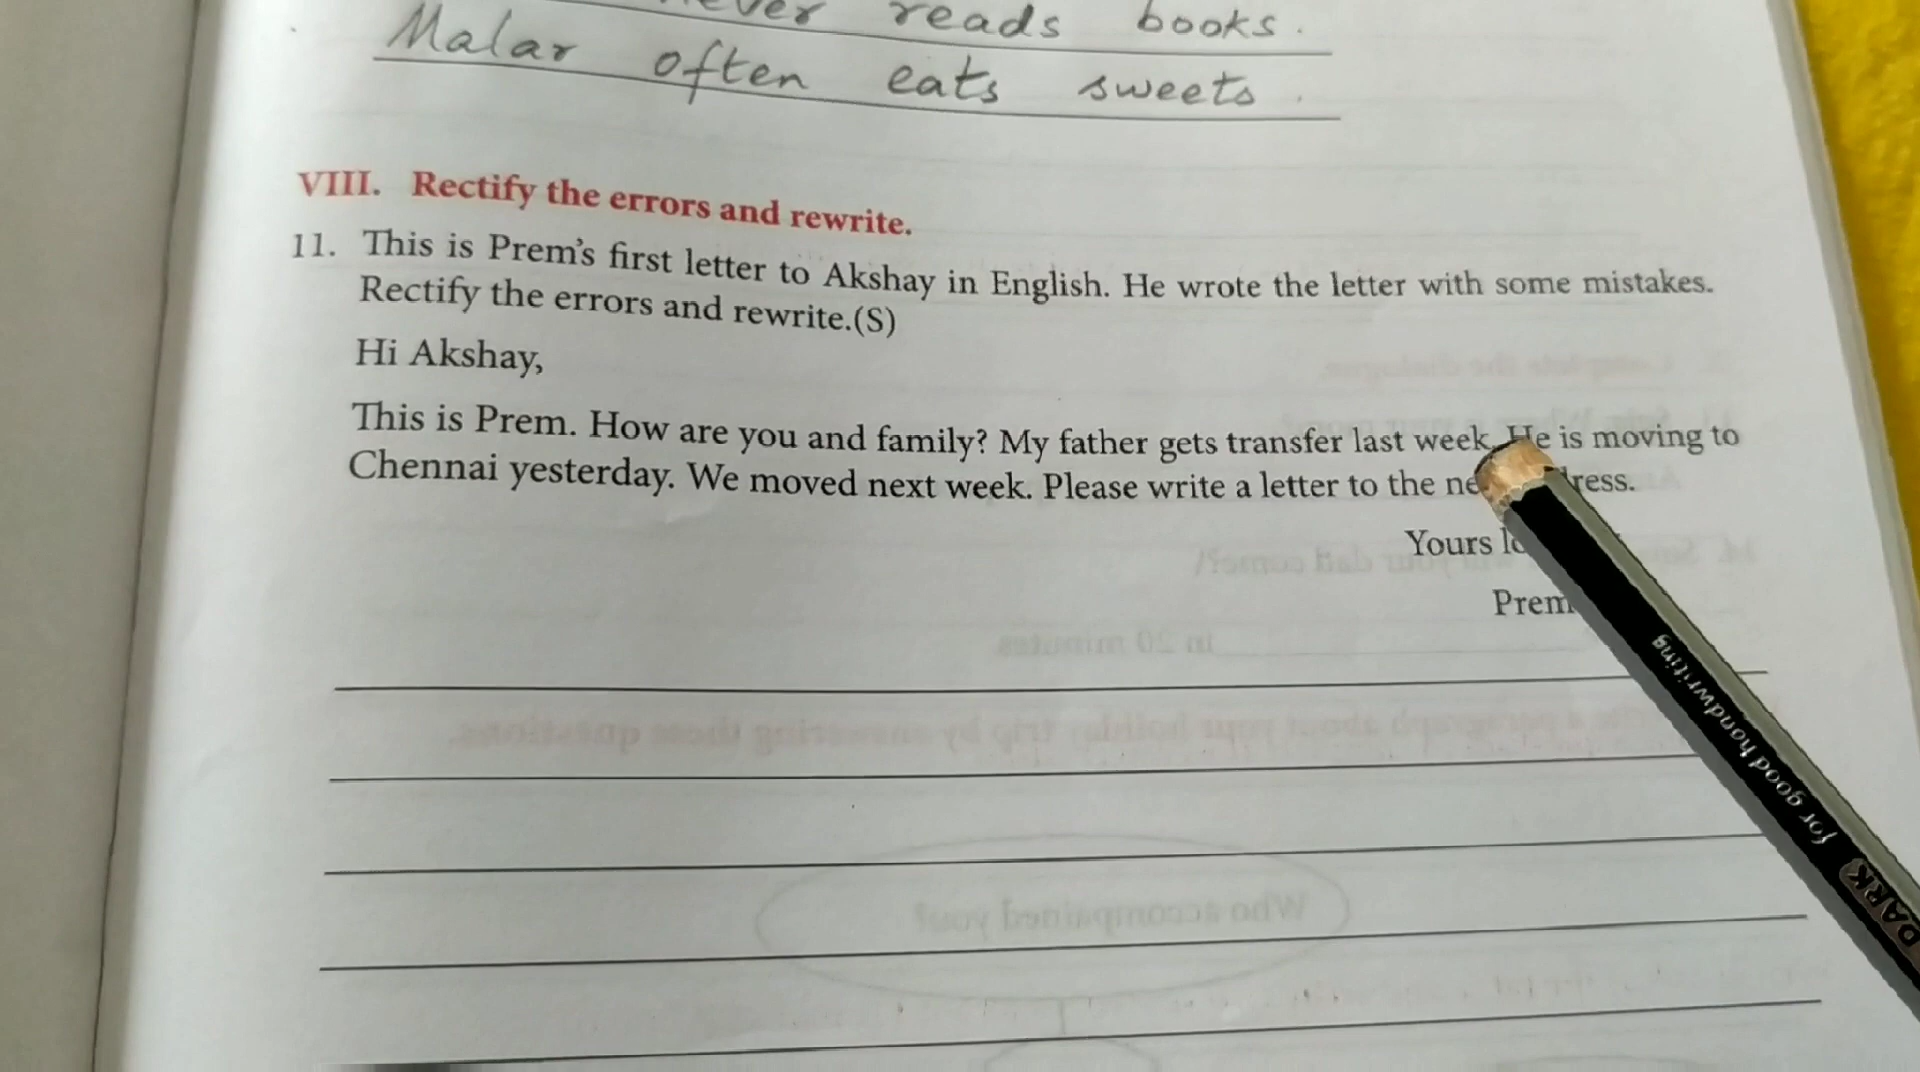 never reads books.
Malar often eats sweets.
VIII. Rectify the errors and rewrite.
11. This is Prem's first letter to Akshay in English. He wrote the letter with some mistakes.
Rectify the errors and rewrite.(S)
Hi Akshay,
This is Prem. How are you and family? My father gets transfer last week. He is moving to
Chennai yesterday. We moved next week. Please write a letter to the
Yours
Prem
for good handwriting
DARK